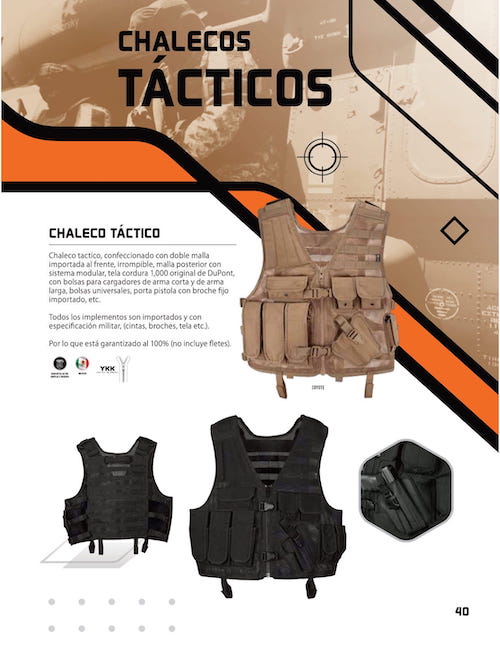 CHALECOS
TÁCTICOS
CHALECO TÁCTICO
Chaleco tactico, confeccionado con doble malla
importada al frente, irrompible, malla posterior con
sistema modular, tela cordura 1,000 original de DuPont,
con bolsas para cargadores de arma corta y de arma
larga, bolsas universales, porta pistola con broche fijo
importado, etc.
Todos los implementos son importados y con
especificación militar, (cintas, broches, tela etc.).
Por lo que está garantizado al 100% (no incluye fletes).
YKK
COYOTE
40